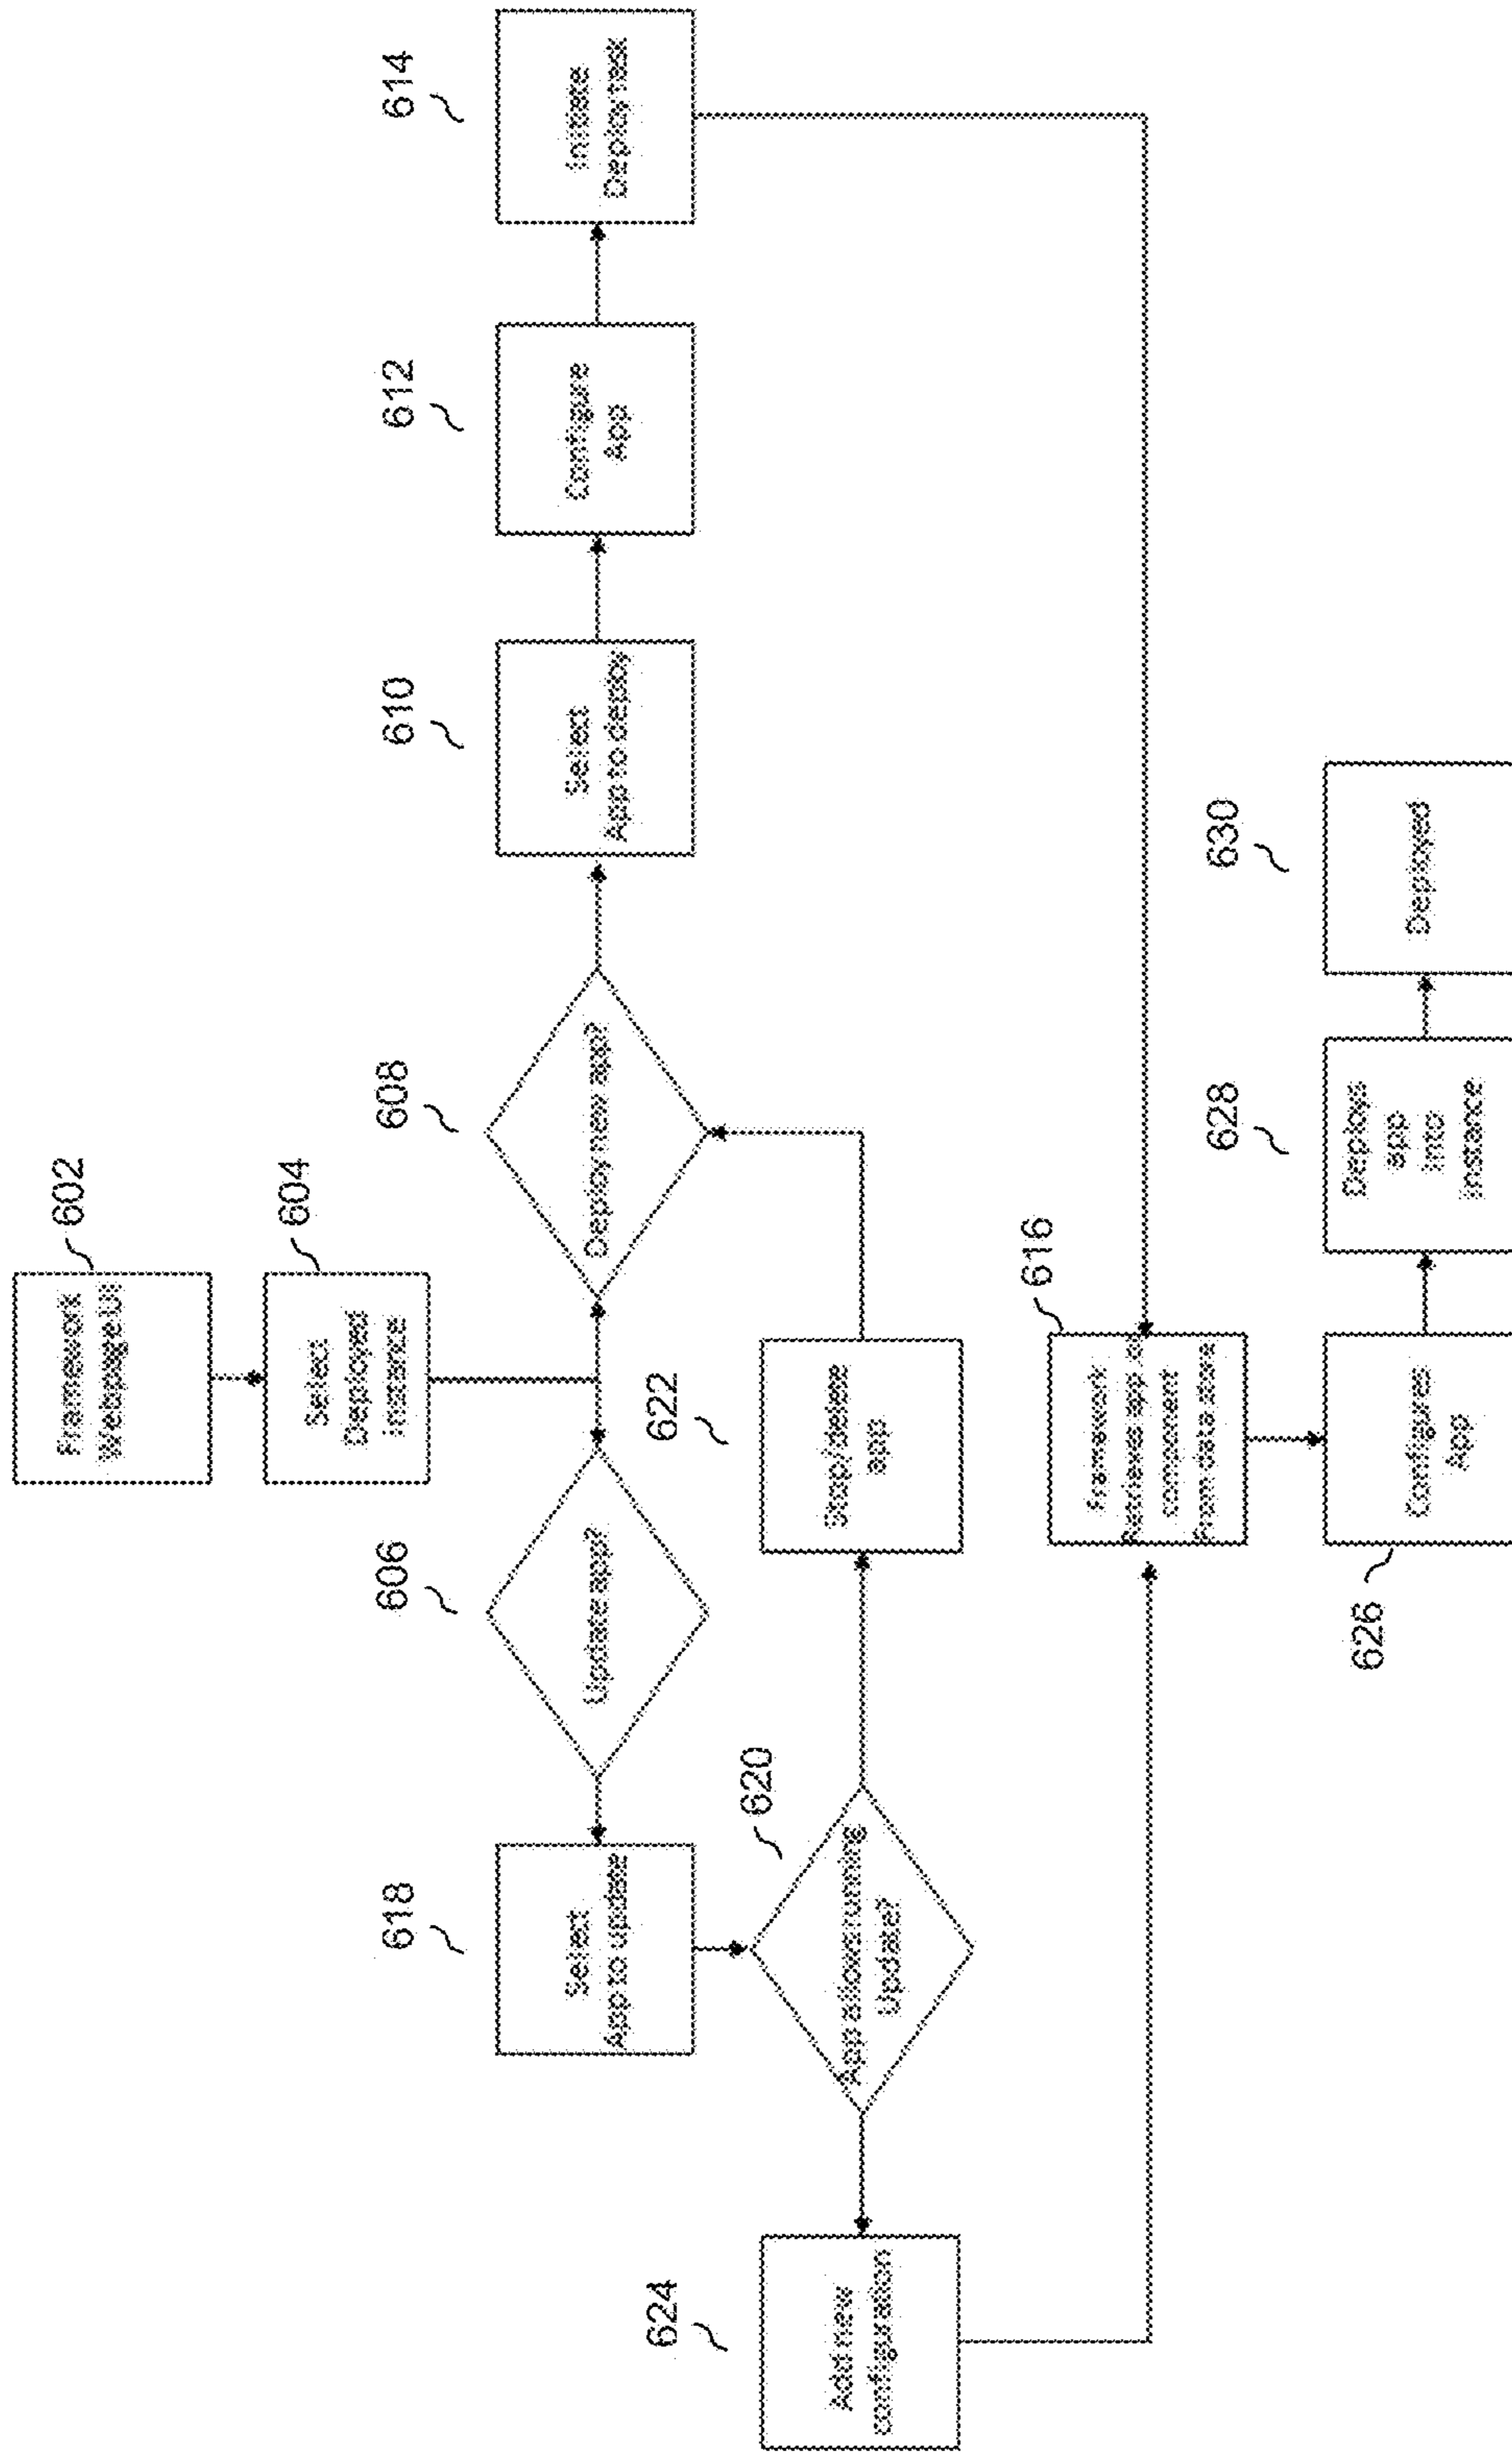 602
Framework
Webpage UI
604
Select
Deployed
Instance
606
Update app?
608
Deploy new app?
610
Select
App to deploy
612
Configure
App
614
Initiate
Deploy task
618
Select
App to update
620
App allows running
Update?
622
Stop/delete
app
624
Add new
configuration
616
Framework
Retrieves app or
component
From data store
626
Configures
App
628
Deploys
app
into
instance
630
Deployed